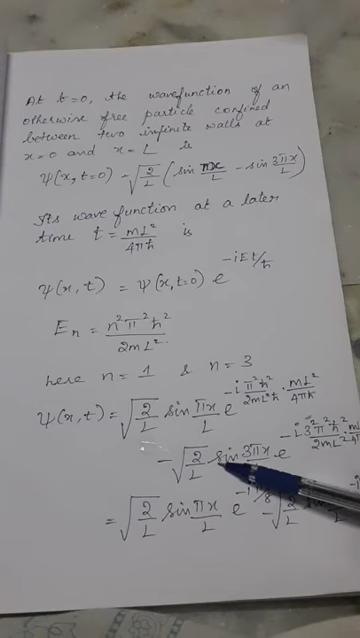 At t=0, the wavefunction of an
otherwise free particle confined
between two infinite walls at
x=0 and x=L is
ψ(x,t=0) = √(2/L) (sin πx/L − sin 3πx/L)
Its wave function at a later
time t = mL²/4πħ is
ψ(x,t) = ψ(x,t=0) e^(−iEt/ħ)
Eₙ = n²π²ħ²/2mL²
here n=1 & n=3
ψ(x,t) = √(2/L) sin πx/L e^(−i π²ħ²/2mL²ħ · mL²/4πħ)
− √(2/L) sin 3πx/L e^(−i 3²π²ħ²/2mL²
= √(2/L) sin πx/L e − √(2/L)